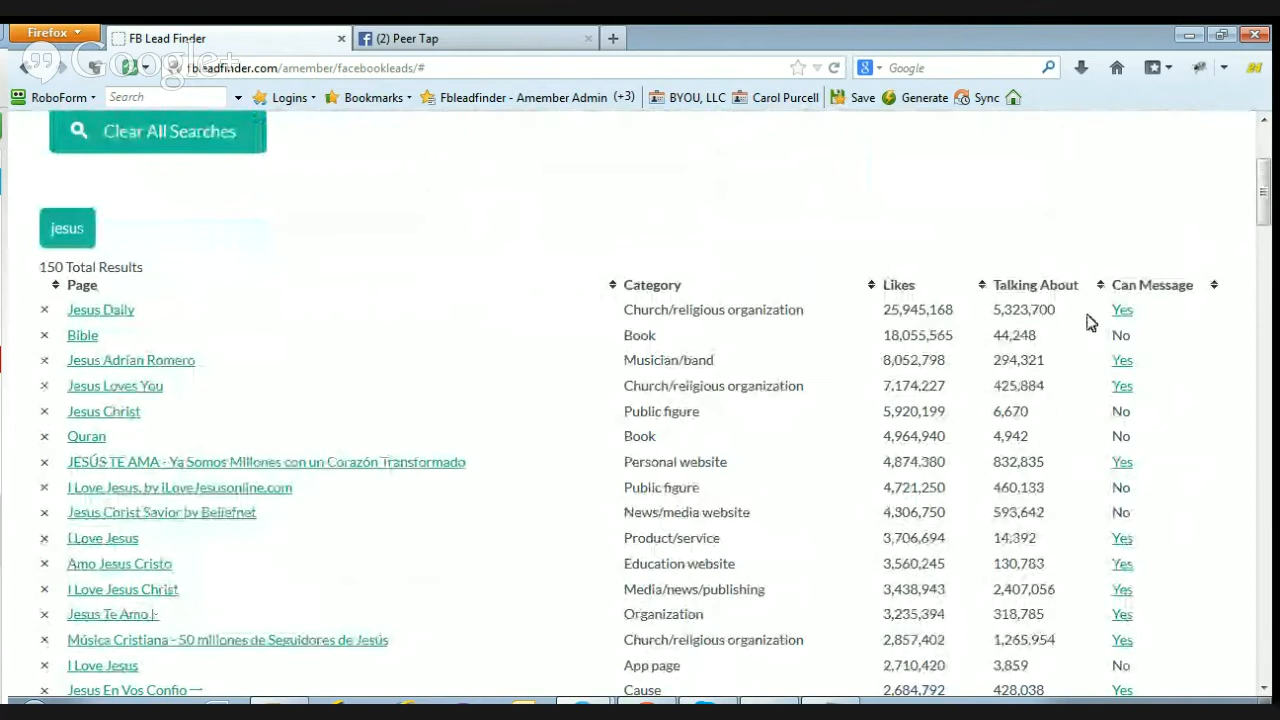 Firefox
FB Lead Finder
(2) Peer Tap
Google+
fbleadfinder.com/amember/facebookleads/#
Google
RoboForm
Search
Logins
Bookmarks
Fbleadfinder - Amember Admin (+3)
BYOU, LLC
Carol Purcell
Save
Generate
Sync
Clear All Searches
jesus
150 Total Results
Page Category Likes Talking About Can Message
Jesus Daily Church/religious organization 25,945,168 5,323,700 Yes
Bible Book 18,055,565 44,248 No
Jesus Adrian Romero Musician/band 8,052,798 294,321 Yes
Jesus Loves You Church/religious organization 7,174,227 425,884 Yes
Jesus Christ Public figure 5,920,199 6,670 No
Quran Book 4,964,940 4,942 No
JESÚS TE AMA - Ya Somos Millones con un Corazón Transformado Personal website 4,874,380 832,835 Yes
I Love Jesus, by iLoveJesusonline.com Public figure 4,721,250 460,133 No
Jesus Christ Savior by Beliefnet News/media website 4,306,750 593,642 No
I Love Jesus Product/service 3,706,694 14,392 Yes
Amo Jesus Cristo Education website 3,560,245 130,783 Yes
I Love Jesus Christ Media/news/publishing 3,438,943 2,407,056 Yes
Jesus Te Amo |- Organization 3,235,394 318,785 Yes
Música Cristiana - 50 millones de Seguidores de Jesús Church/religious organization 2,857,402 1,265,954 Yes
I Love Jesus App page 2,710,420 3,859 No
Jesus En Vos Confio Cause 2,684,792 428,038 Yes